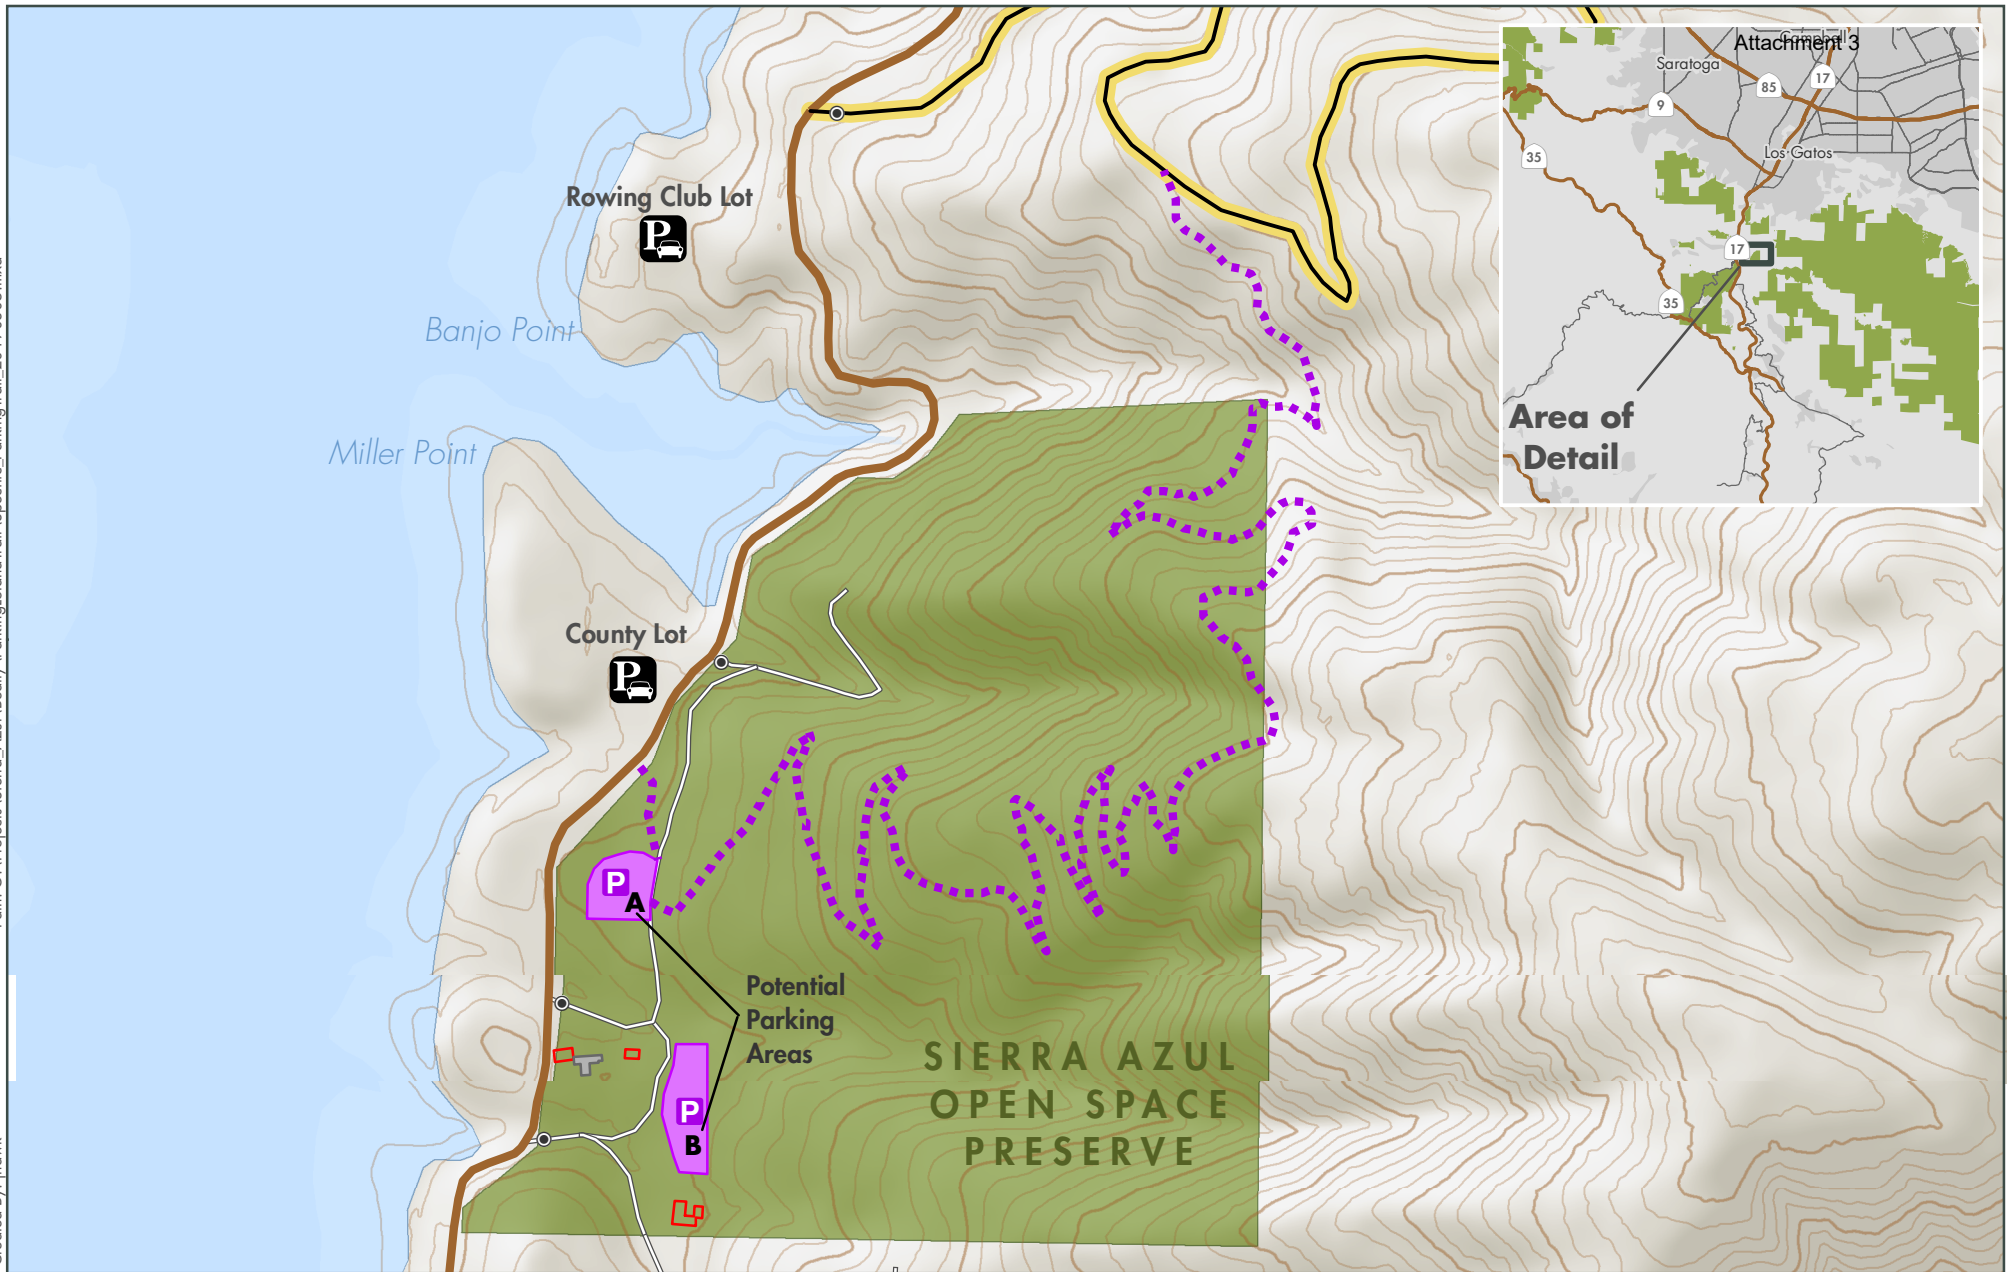 Attachment 3
Campbell
Saratoga
85
17
9
35
Los Gatos
17
35
Area of
Detail
Rowing Club Lot
P
Banjo Point
Miller Point
County Lot
P
P
A
Potential
Parking
Areas
P
B
SIERRA AZUL
OPEN SPACE
PRESERVE